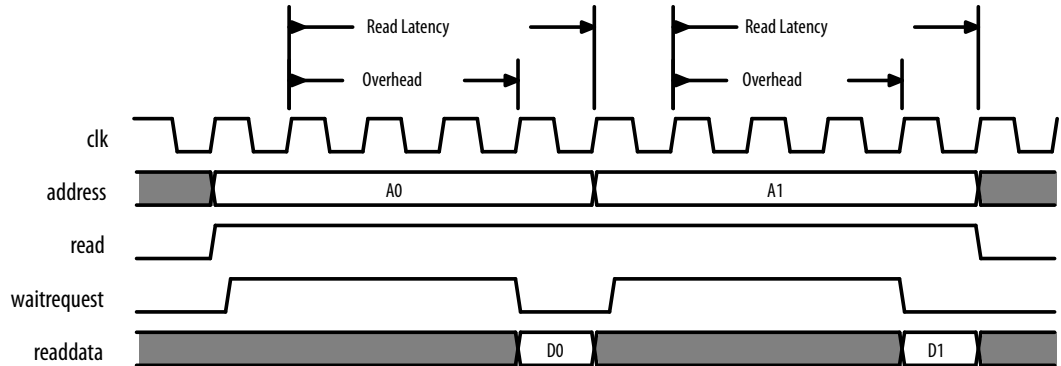 Read Latency Read Latency
Overhead Overhead
clk
address A0 A1
read
waitrequest
readdata D0 D1